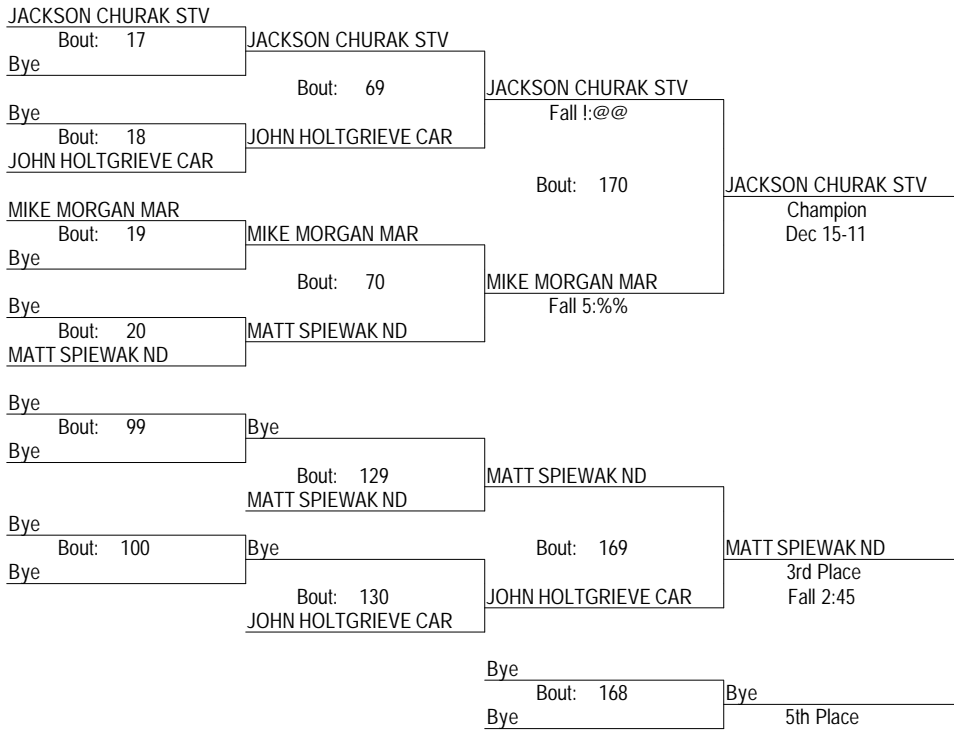 JACKSON CHURAK STV
Bout: 17
JACKSON CHURAK STV
Bye
Bout: 69
JACKSON CHURAK STV
Bye
Fall !:@@
Bout: 18
JOHN HOLTGRIEVE CAR
JOHN HOLTGRIEVE CAR
Bout: 170
JACKSON CHURAK STV
MIKE MORGAN MAR
Champion
Bout: 19
MIKE MORGAN MAR
Dec 15-11
Bye
Bout: 70
MIKE MORGAN MAR
Bye
Fall 5:%%
Bout: 20
MATT SPIEWAK ND
MATT SPIEWAK ND
Bye
Bout: 99
Bye
Bye
Bout: 129
MATT SPIEWAK ND
MATT SPIEWAK ND
Bye
Bout: 100
Bye
Bout: 169
MATT SPIEWAK ND
Bye
3rd Place
Bout: 130
JOHN HOLTGRIEVE CAR
Fall 2:45
JOHN HOLTGRIEVE CAR
Bye
Bout: 168
Bye
Bye
5th Place